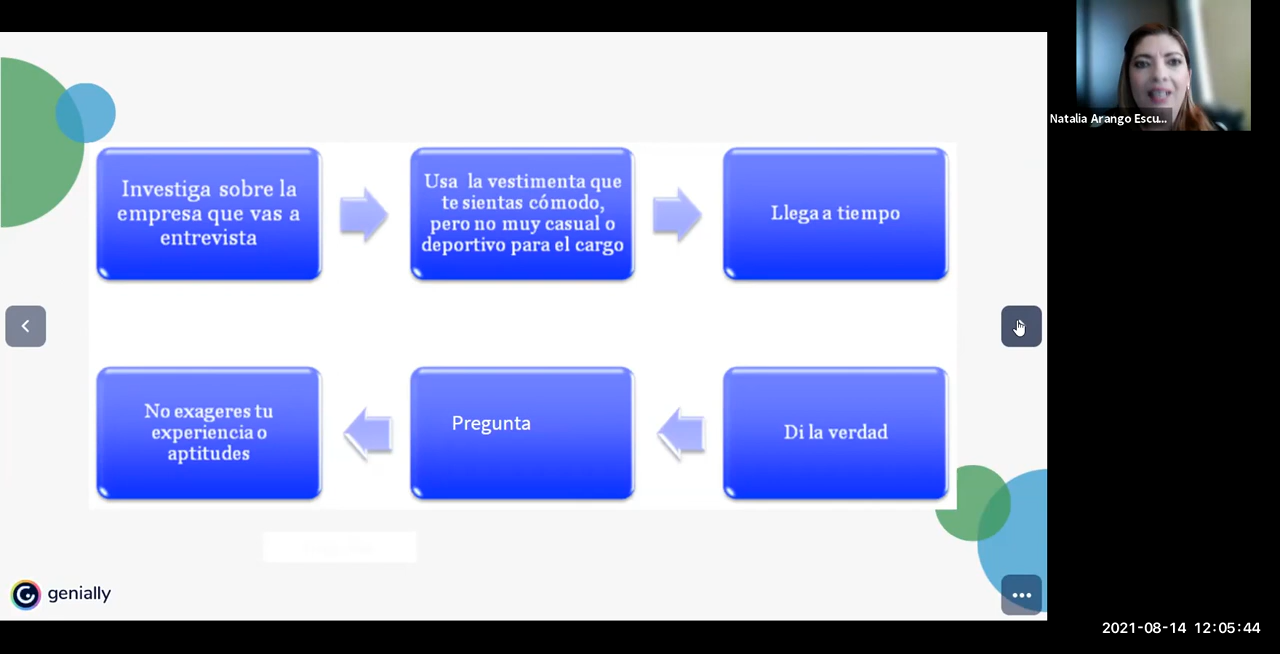 Natalia Arango Escu...
Investiga sobre la
empresa que vas a
entrevista
Usa la vestimenta que
te sientas cómodo,
pero no muy casual o
deportivo para el cargo
Llega a tiempo
No exageres tu
experiencia o
aptitudes
Pregunta
Di la verdad
genially
2021-08-14 12:05:44